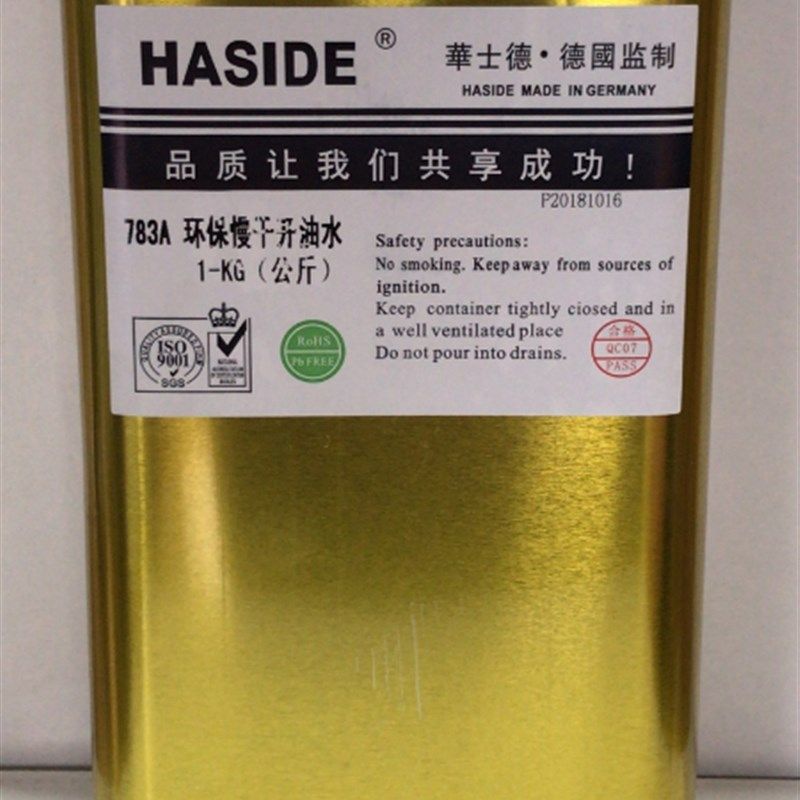 HASIDE ®
華士德·德國监制
HASIDE MADE IN GERMANY
品质让我们共享成功！
P20181016
783A 环保慢干开油水
1-KG（公斤）
Safety precautions:
No smoking. Keep away from sources of
ignition.
Keep container tightly ciosed and in
a well ventilated place
Do not pour into drains.
ISO
9001
SGS
RoHS
Pb FREE
合格
QC07
PASS